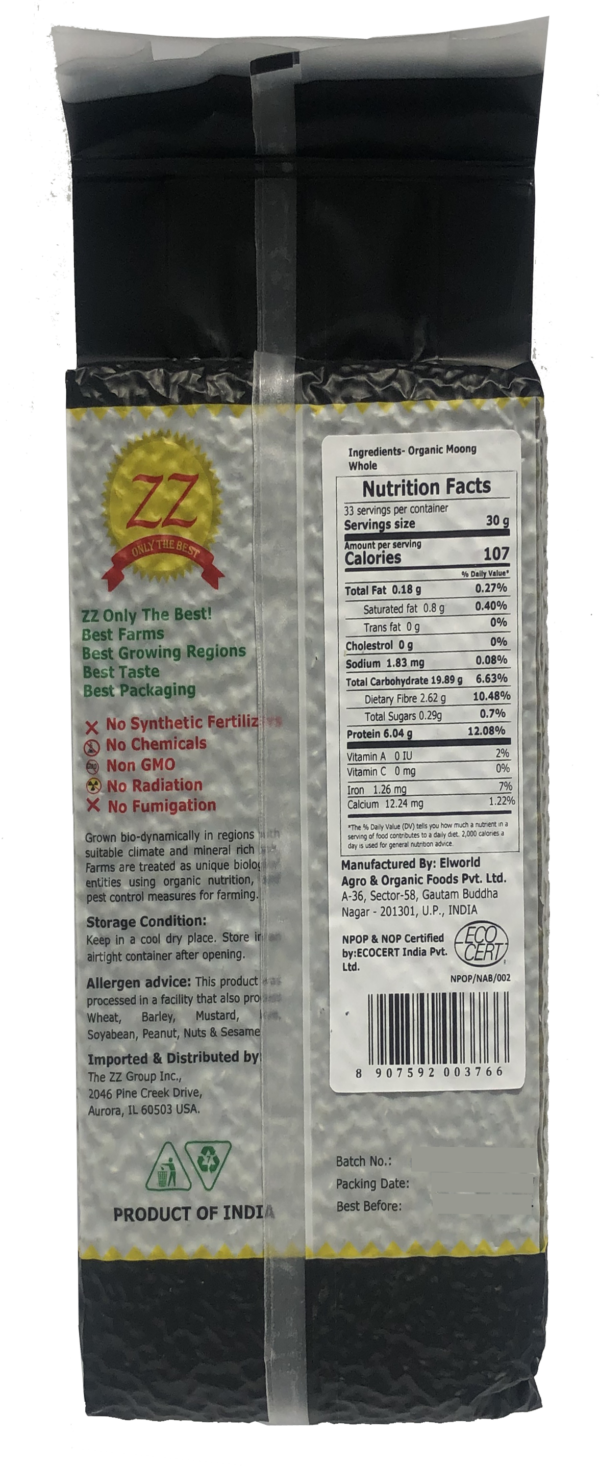 ZZ
ONLY THE BEST
ZZ Only The Best!
Best Farms
Best Growing Regions
Best Taste
Best Packaging
No Synthetic Fertilizers
No Chemicals
Non GMO
No Radiation
No Fumigation
Grown bio-dynamically in regions with
suitable climate and mineral rich
Farms are treated as unique
entities using organic nutrition,
pest control measures for farming.
Storage Condition:
Keep in a cool dry place. Store in an
airtight container after opening.
Allergen advice: This product was
processed in a facility that also
Wheat, Barley, Mustard,
Soyabean, Peanut, Nuts & Sesame
Imported & Distributed by
The ZZ Group Inc.,
2046 Pine Creek Drive,
Aurora, IL 60503 USA.
7
PRODUCT OF INDIA
Ingredients- Organic Moong
Whole
Nutrition Facts
33 servings per container
Servings size 30 g
Amount per serving
Calories 107
% Daily Value*
Total Fat 0.18 g 0.27%
Saturated fat 0.8 g 0.40%
Trans fat 0 g 0%
Cholestrol 0 g 0%
Sodium 1.83 mg 0.08%
Total Carbohydrate 19.89 g 6.63%
Dietary Fibre 2.62 g 10.48%
Total Sugars 0.29g 0.7%
Protein 6.04 g 12.08%
Vitamin A 0 IU 2%
Vitamin C 0 mg 0%
Iron 1.26 mg 7%
Calcium 12.24 mg 1.22%
*The % Daily Value (DV) tells you how much a nutrient in a
serving of food contributes to a daily diet. 2,000 calories a
day is used for general nutrition advice.
Manufactured By: Elworld
Agro & Organic Foods Pvt. Ltd.
A-36, Sector-58, Gautam Buddha
Nagar - 201301, U.P., INDIA
NPOP & NOP Certified
by:ECOCERT India Pvt.
Ltd.
ECO
CERT
NPOP/NAB/002
8 907592 003766
Batch No.:
Packing Date:
Best Before: